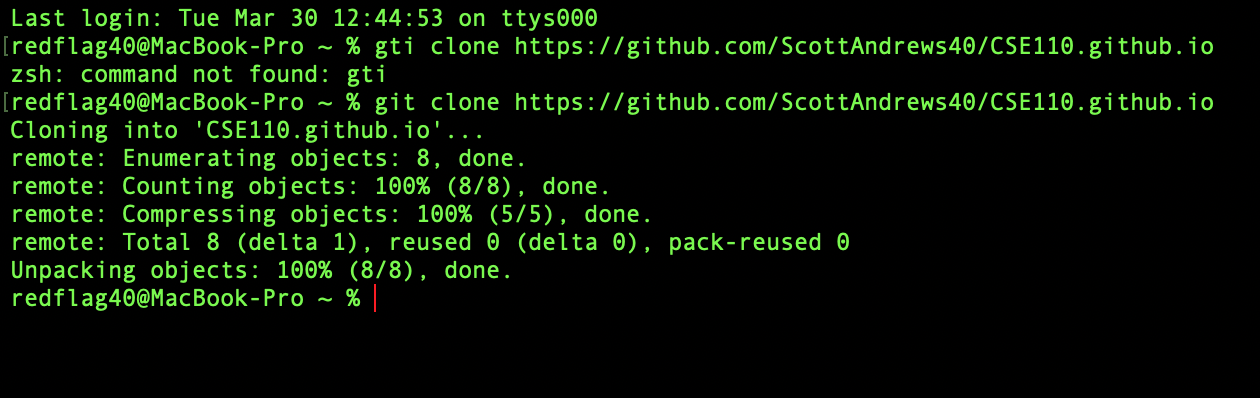 Last login: Tue Mar 30 12:44:53 on ttys000
[redflag40@MacBook-Pro ~ % gti clone https://github.com/ScottAndrews40/CSE110.github.io
zsh: command not found: gti
[redflag40@MacBook-Pro ~ % git clone https://github.com/ScottAndrews40/CSE110.github.io
Cloning into 'CSE110.github.io'...
remote: Enumerating objects: 8, done.
remote: Counting objects: 100% (8/8), done.
remote: Compressing objects: 100% (5/5), done.
remote: Total 8 (delta 1), reused 0 (delta 0), pack-reused 0
Unpacking objects: 100% (8/8), done.
redflag40@MacBook-Pro ~ %